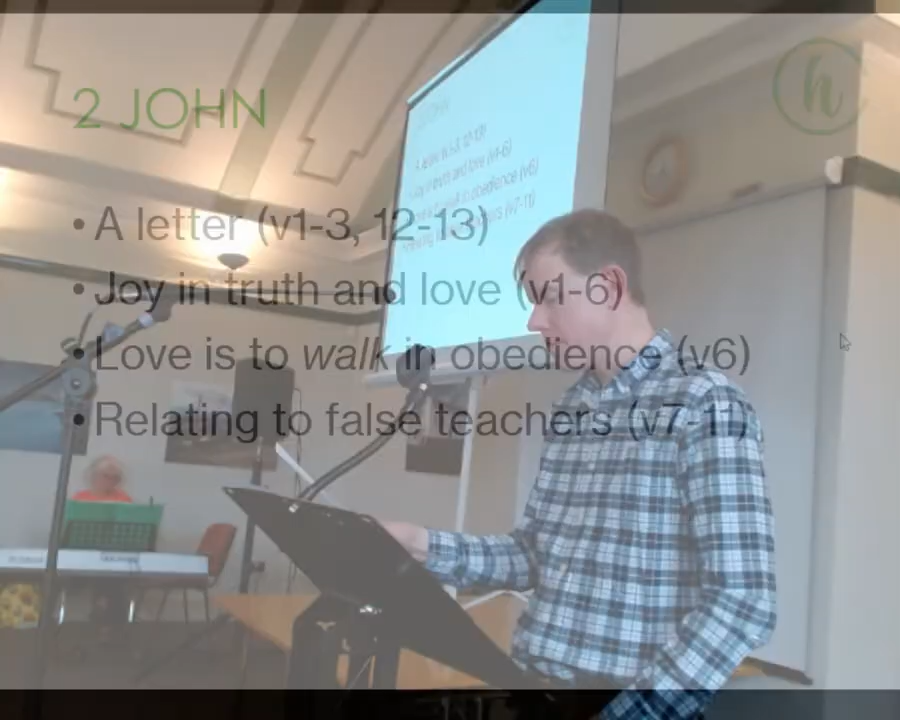 2 JOHN
h
• A letter (v1-3, 12-13)
• Joy in truth and love (v1-6)
• Love is to walk in obedience (v6)
• Relating to false teachers (v7-11)